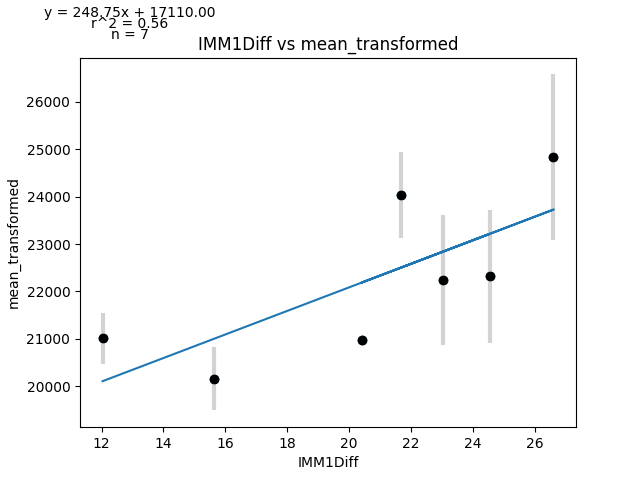 y = 248.75x + 17110.00
r^2 = 0.56
n = 7
IMM1Diff vs mean_transformed
26000
25000
24000
23000
22000
21000
20000
mean_transformed
12 14 16 18 20 22 24 26
IMM1Diff